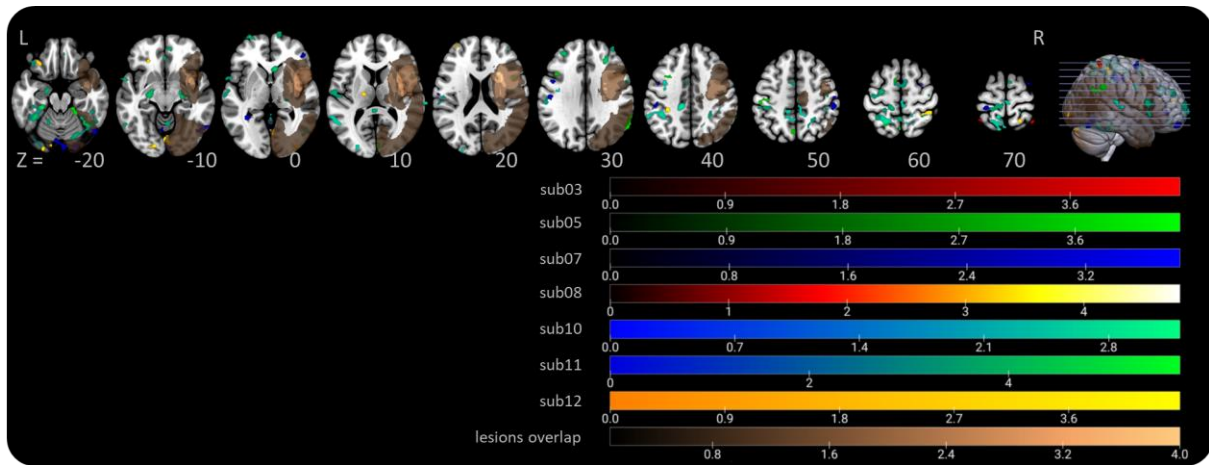 L R
Z = -20 -10 0 10 20 30 40 50 60 70
sub03
0.0 0.9 1.8 2.7 3.6
sub05
0.0 0.9 1.8 2.7 3.6
sub07
0.0 0.8 1.6 2.4 3.2
sub08
0 1 2 3 4
sub10
0.0 0.7 1.4 2.1 2.8
sub11
0 2 4
sub12
0.0 0.9 1.8 2.7 3.6
lesions overlap
0.8 1.6 2.4 3.2 4.0